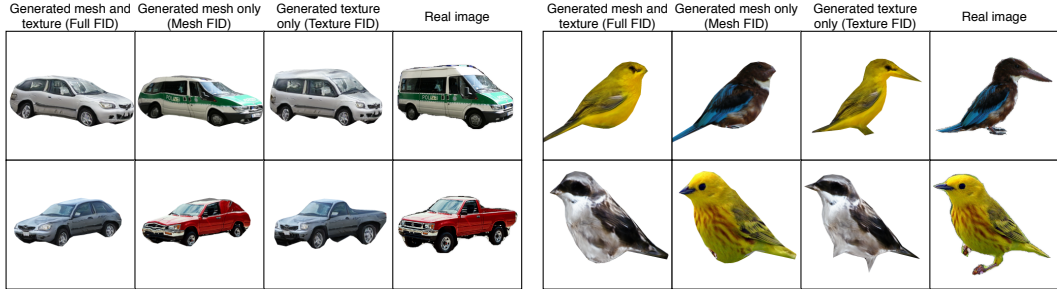 Generated mesh and
texture (Full FID)
Generated mesh only
(Mesh FID)
Generated texture
only (Texture FID)
Real image
Generated mesh and
texture (Full FID)
Generated mesh only
(Mesh FID)
Generated texture
only (Texture FID)
Real image
POLIZEI